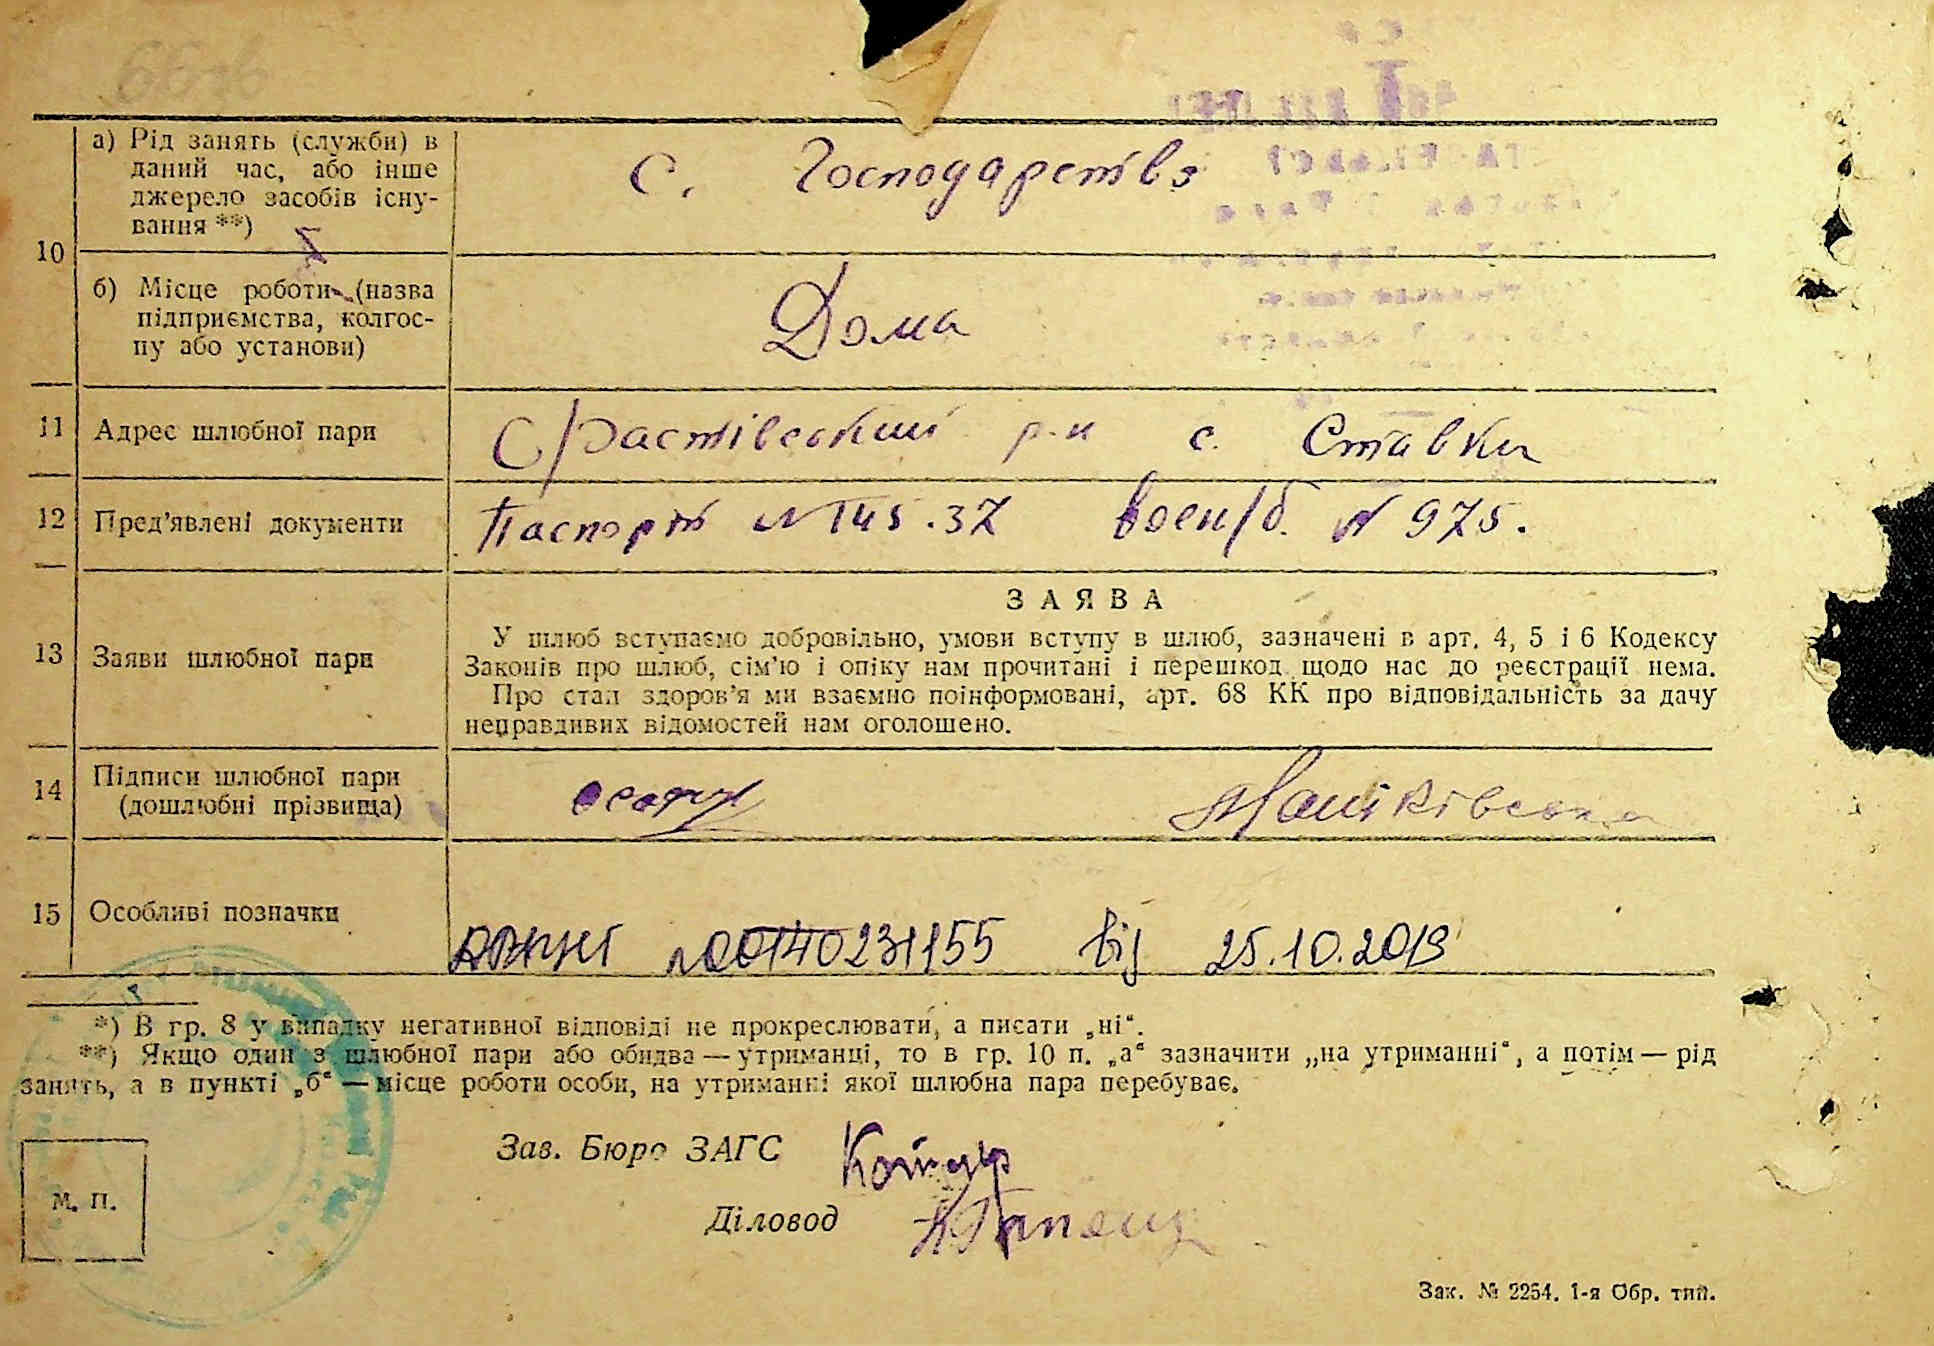 а) Рід занять (служби) в
даний час, або інше
джерело засобів існу-
вання **)
с. Господарство
10
б) Місце роботи (назва
підприємства, колгос-
пу або установи)
Дома
11 Адрес шлюбної пари
р-н с. Ставки
12 Пред'явлені документи
Паспорт № 145.37 воен/б. № 975.
ЗАЯВА
13 Заяви шлюбної пари
У шлюб вступаємо добровільно, умови вступу в шлюб, зазначені в арт. 4, 5 і 6 Кодексу
Законів про шлюб, сім'ю і опіку нам прочитані і перешкод щодо нас до реєстрації нема.
Про стан здоров'я ми взаємно поінформовані, арт. 68 КК про відповідальність за дачу
неправдивих відомостей нам оголошено.
14 Підписи шлюбної пари
(дошлюбні прізвища)
15 Особливі позначки
№00140231155 від 25.10.2019
*) В гр. 8 у випадку негативної відповіді не прокреслювати, а писати „ні“.
**) Якщо один з шлюбної пари або обидва — утриманці, то в гр. 10 п. „а“ зазначити „на утриманні“, а потім — рід
занять, а в пункті „б“ — місце роботи особи, на утриманні якої шлюбна пара перебуває.
Зав. Бюро ЗАГС
М. П.
Діловод
Зак. № 2254. 1-я Обр. тип.